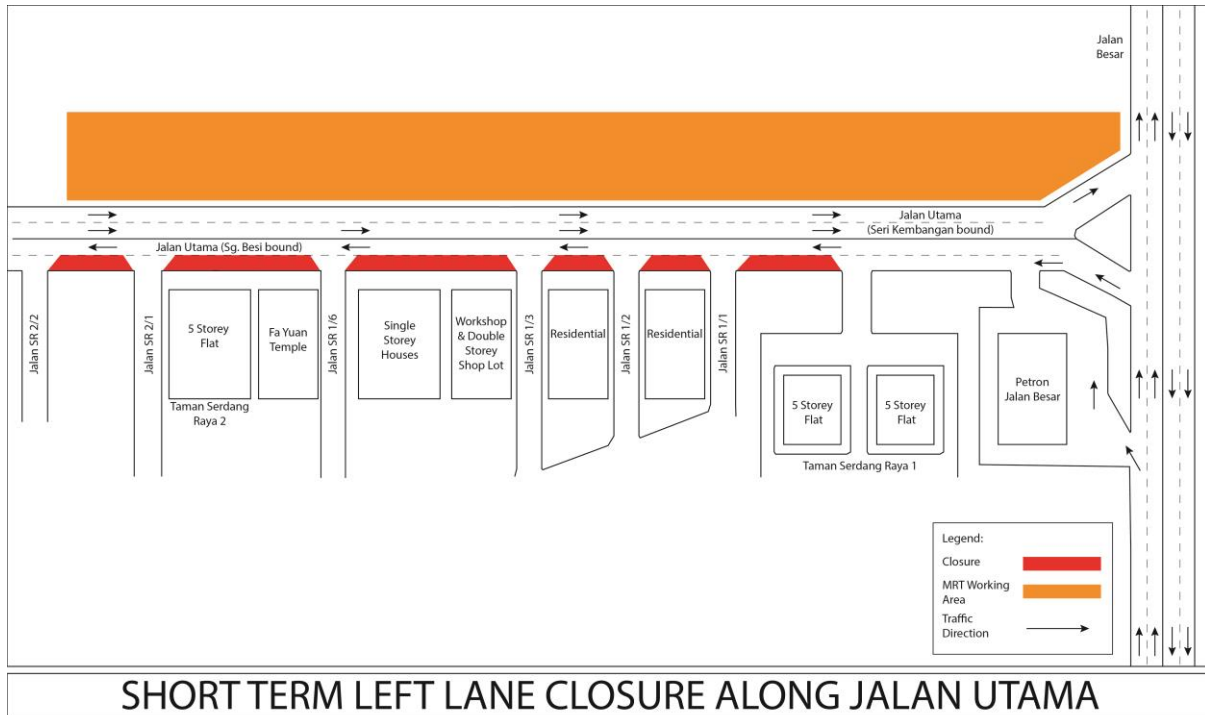 Jalan
Besar
Jalan Utama
(Seri Kembangan bound)
Jalan Utama (Sg. Besi bound)
Jalan SR 2/2
Jalan SR 2/1
5 Storey
Flat
Fa Yuan
Temple
Taman Serdang
Raya 2
Jalan SR 1/6
Single
Storey
Houses
Workshop
& Double
Storey
Shop Lot
Jalan SR 1/3
Residential
Jalan SR 1/2
Residential
Jalan SR 1/1
5 Storey
Flat
5 Storey
Flat
Taman Serdang Raya 1
Petron
Jalan Besar
Legend:
Closure
MRT Working
Area
Traffic
Direction
SHORT TERM LEFT LANE CLOSURE ALONG JALAN UTAMA